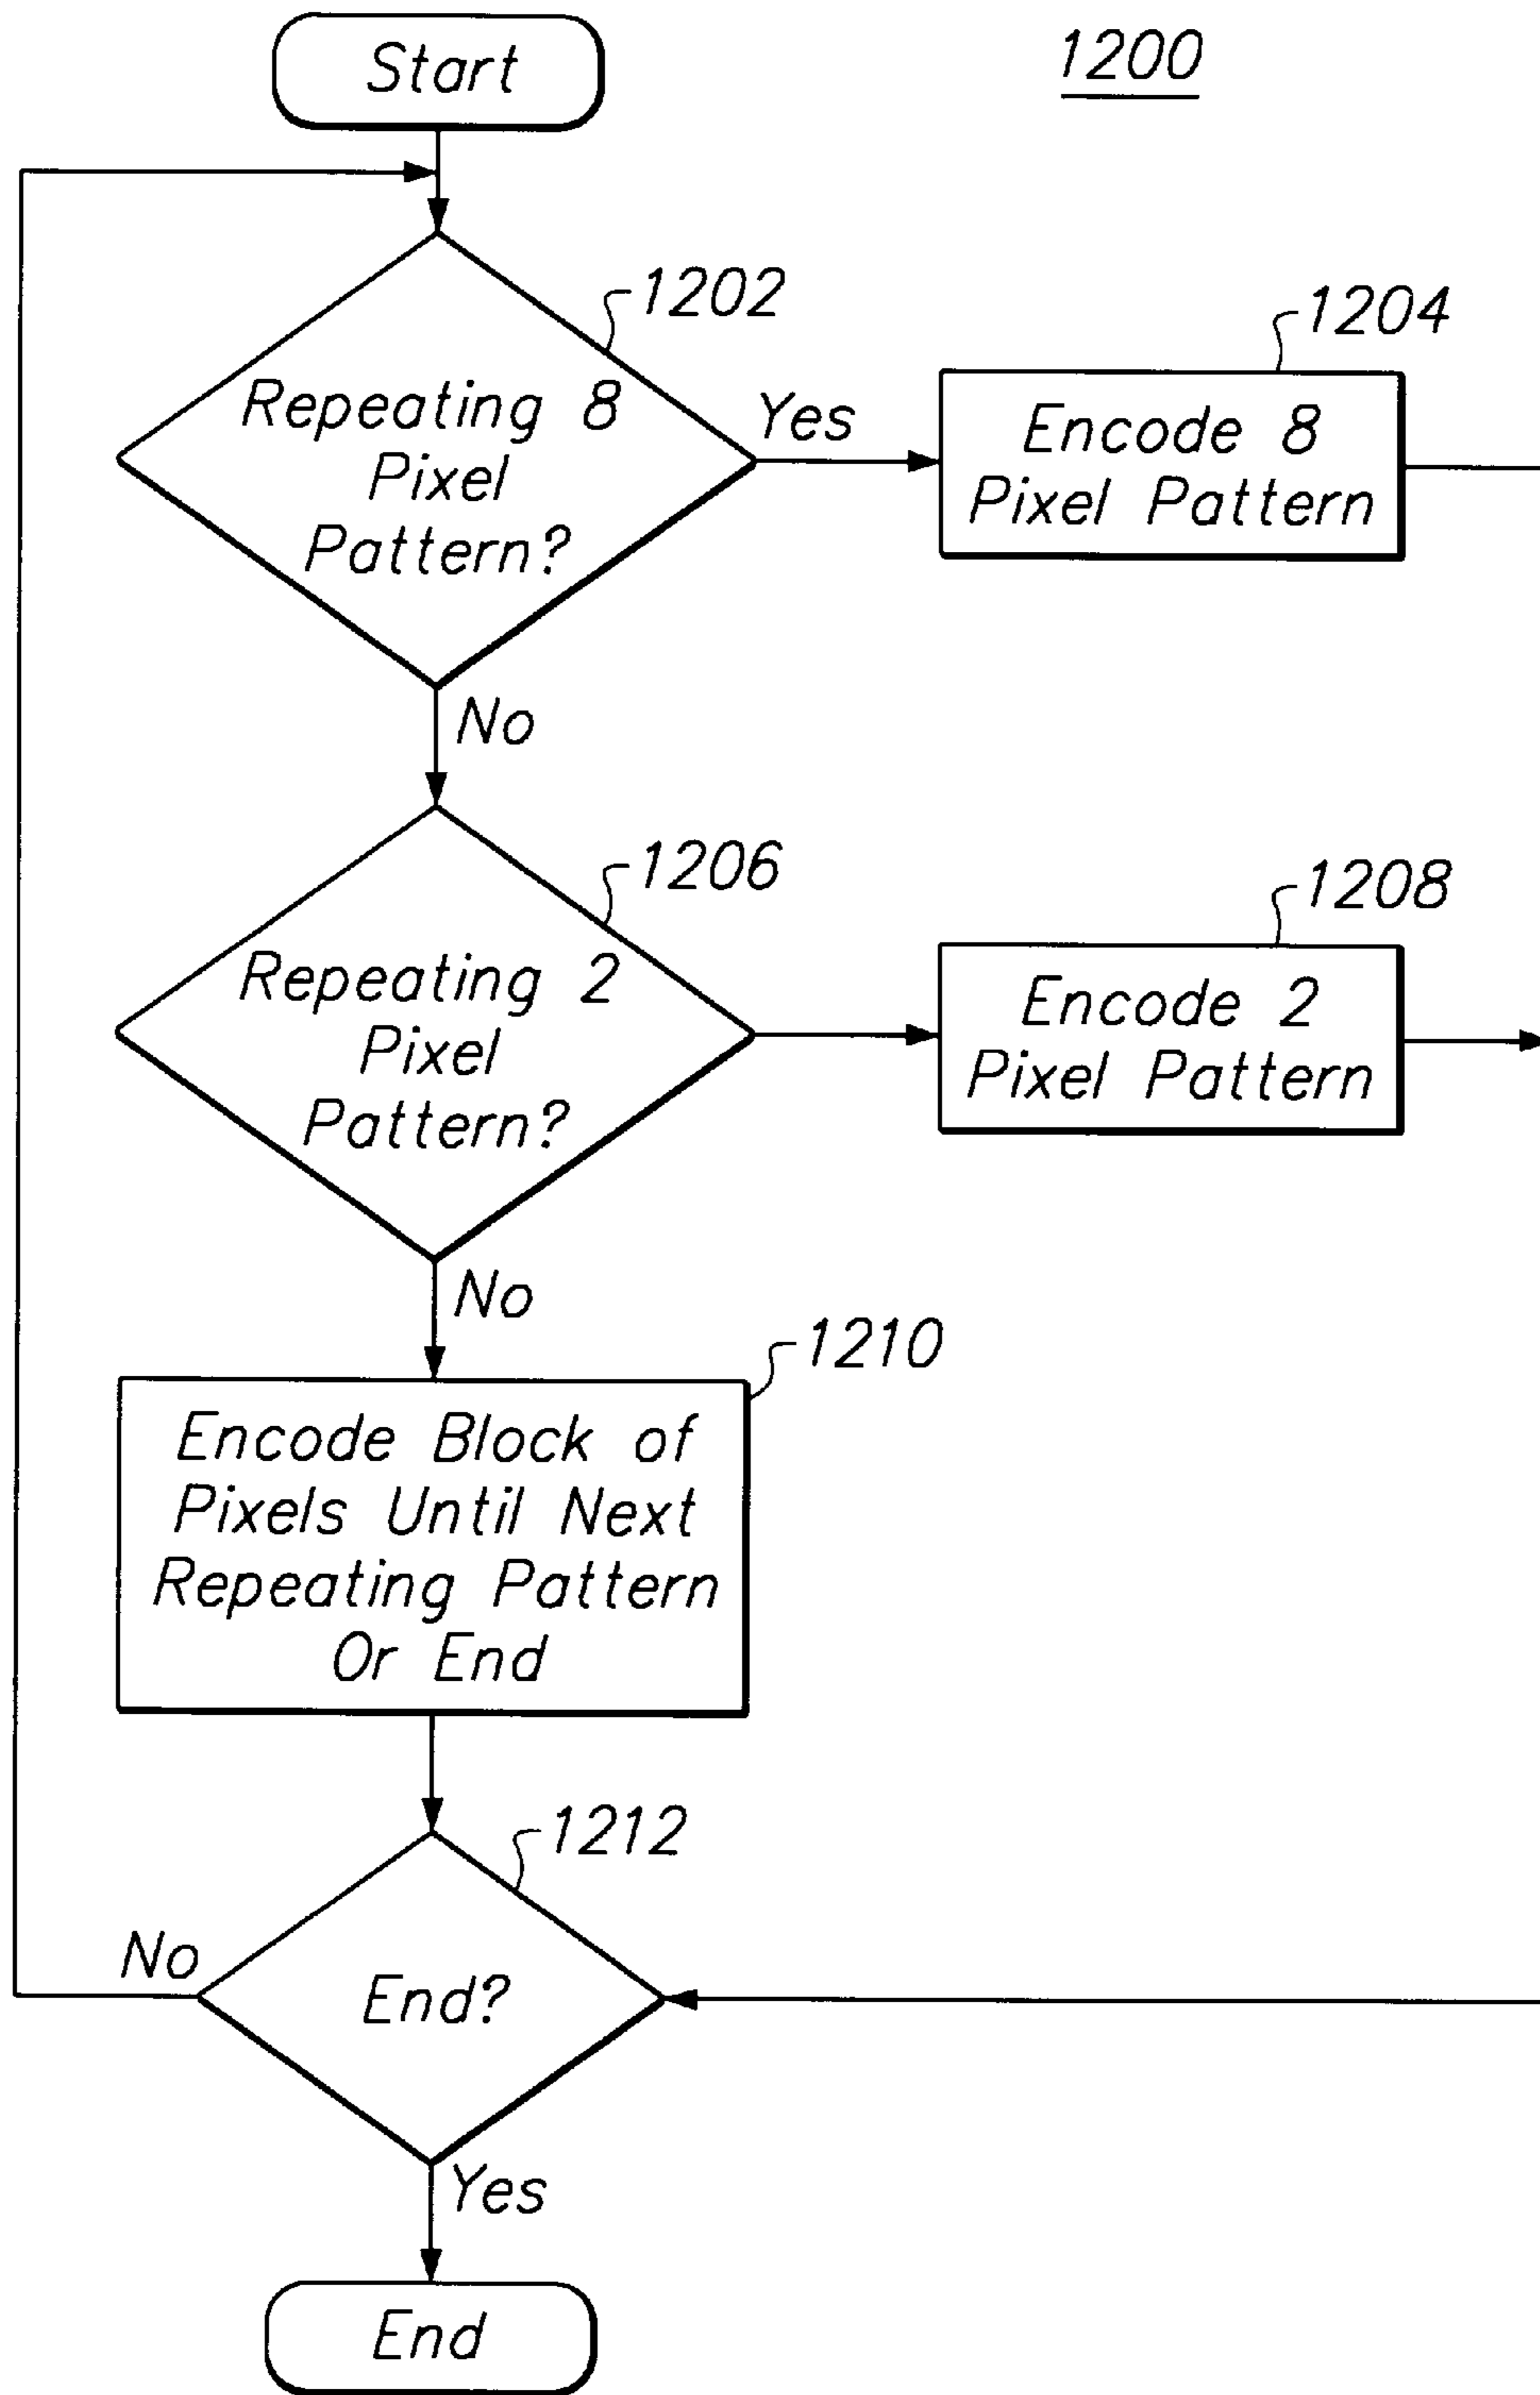 Start
1200
1202
Repeating 8
Pixel
Pattern?
Yes
1204
Encode 8
Pixel Pattern
No
1206
Repeating 2
Pixel
Pattern?
1208
Encode 2
Pixel Pattern
No
1210
Encode Block of
Pixels Until Next
Repeating Pattern
Or End
1212
No
End?
Yes
End